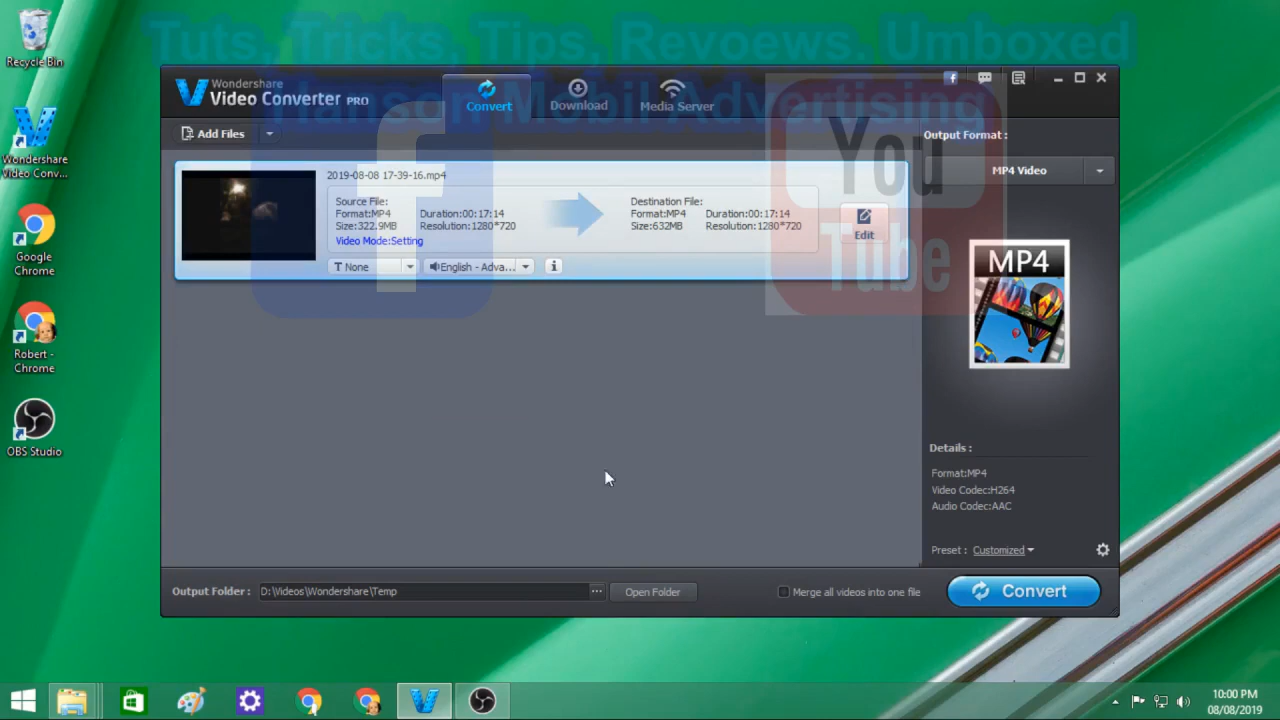 Tuts, Tricks, Tips, Revoews, Umboxed
Hanson Mobil Advertising
You
Tube
f
Recycle Bin
Wondershare
Video Conv...
Google
Chrome
Robert -
Chrome
OBS Studio
Wondershare
Video Converter PRO
Convert
Download
Media Server
f
Add Files
2019-08-08 17-39-16.mp4
Source File:
Format:MP4 Duration:00:17:14
Size:322.9MB Resolution:1280*720
Video Mode:Setting
Destination File:
Format:MP4 Duration:00:17:14
Size:632MB Resolution:1280*720
Edit
T None
English - Adva...
i
Output Format :
MP4 Video
MP4
Details :
Format:MP4
Video Codec:H264
Audio Codec:AAC
Preset : Customized
Output Folder : D:\Videos\Wondershare\Temp
...
Open Folder
Merge all videos into one file
Convert
10:00 PM
08/08/2019